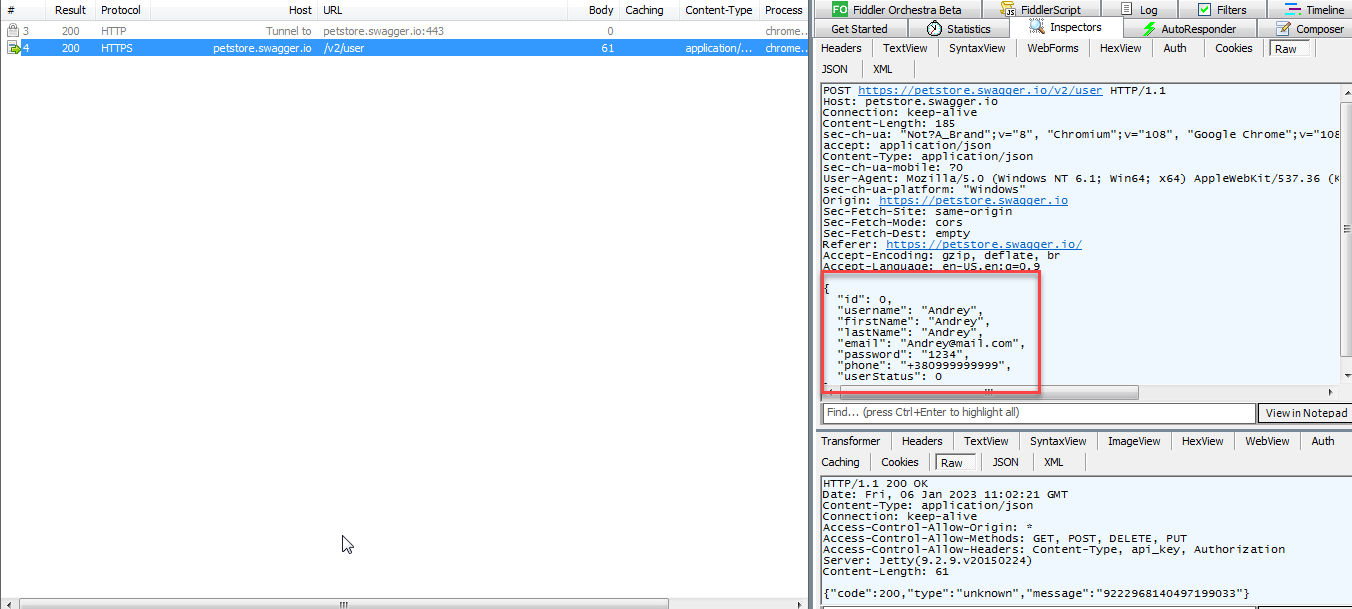 # Result Protocol Host URL Body Caching Content-Type Process
3 200 HTTP Tunnel to petstore.swagger.io:443 0 chrome..
4 200 HTTPS petstore.swagger.io /v2/user 61 application/... chrome..
FO Fiddler Orchestra Beta JS FiddlerScript Log Filters Timeline
Get Started Statistics Inspectors AutoResponder Composer
Headers TextView SyntaxView WebForms HexView Auth Cookies Raw
JSON XML
POST https://petstore.swagger.io/v2/user HTTP/1.1
Host: petstore.swagger.io
Connection: keep-alive
Content-Length: 185
sec-ch-ua: "Not?A_Brand";v="8", "Chromium";v="108", "Google Chrome";v="108
accept: application/json
Content-Type: application/json
sec-ch-ua-mobile: ?0
User-Agent: Mozilla/5.0 (Windows NT 6.1; Win64; x64) AppleWebKit/537.36 (K
sec-ch-ua-platform: "Windows"
Origin: https://petstore.swagger.io
Sec-Fetch-Site: same-origin
Sec-Fetch-Mode: cors
Sec-Fetch-Dest: empty
Referer: https://petstore.swagger.io/
Accept-Encoding: gzip, deflate, br
Accept-Language: en-US,en;q=0.9
{
"id": 0,
"username": "Andrey",
"firstName": "Andrey",
"lastName": "Andrey",
"email": "Andrey@mail.com",
"password": "1234",
"phone": "+380999999999",
"userStatus": 0
Find... (press Ctrl+Enter to highlight all) View in Notepad
Transformer Headers TextView SyntaxView ImageView HexView WebView Auth
Caching Cookies Raw JSON XML
HTTP/1.1 200 OK
Date: Fri, 06 Jan 2023 11:02:21 GMT
Content-Type: application/json
Connection: keep-alive
Access-Control-Allow-Origin: *
Access-Control-Allow-Methods: GET, POST, DELETE, PUT
Access-Control-Allow-Headers: Content-Type, api_key, Authorization
Server: Jetty(9.2.9.v20150224)
Content-Length: 61
{"code":200,"type":"unknown","message":"9222968140497199033"}